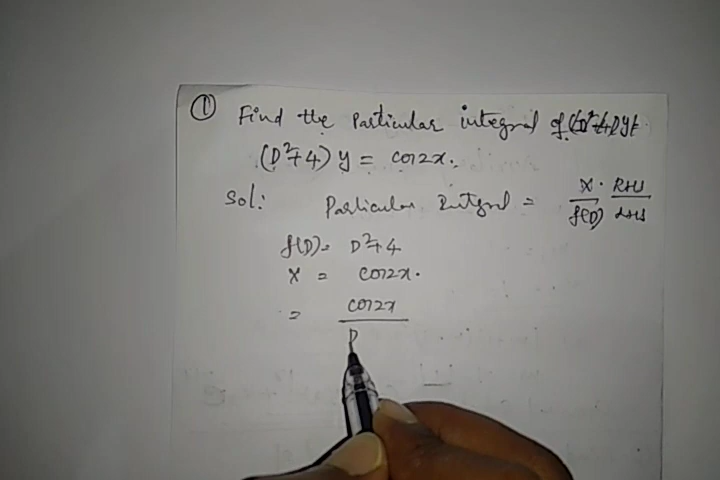 ① Find the Particular integral of
(D²+4) y = cos2x.
Sol: Particular Integral = X/f(D) . RHS/LHS
f(D) = D²+4
X = cos2x.
= cos2x
D